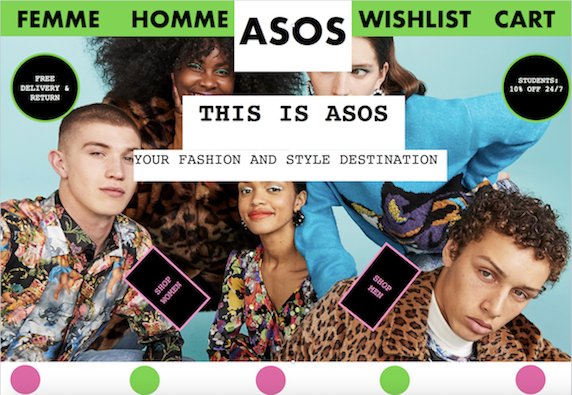 FEMME HOMME ASOS WISHLIST CART
FREE
DELIVERY &
RETURN
STUDENTS:
10% OFF 24/7
THIS IS ASOS
YOUR FASHION AND STYLE DESTINATION
SHOP
WOMEN
SHOP
MEN